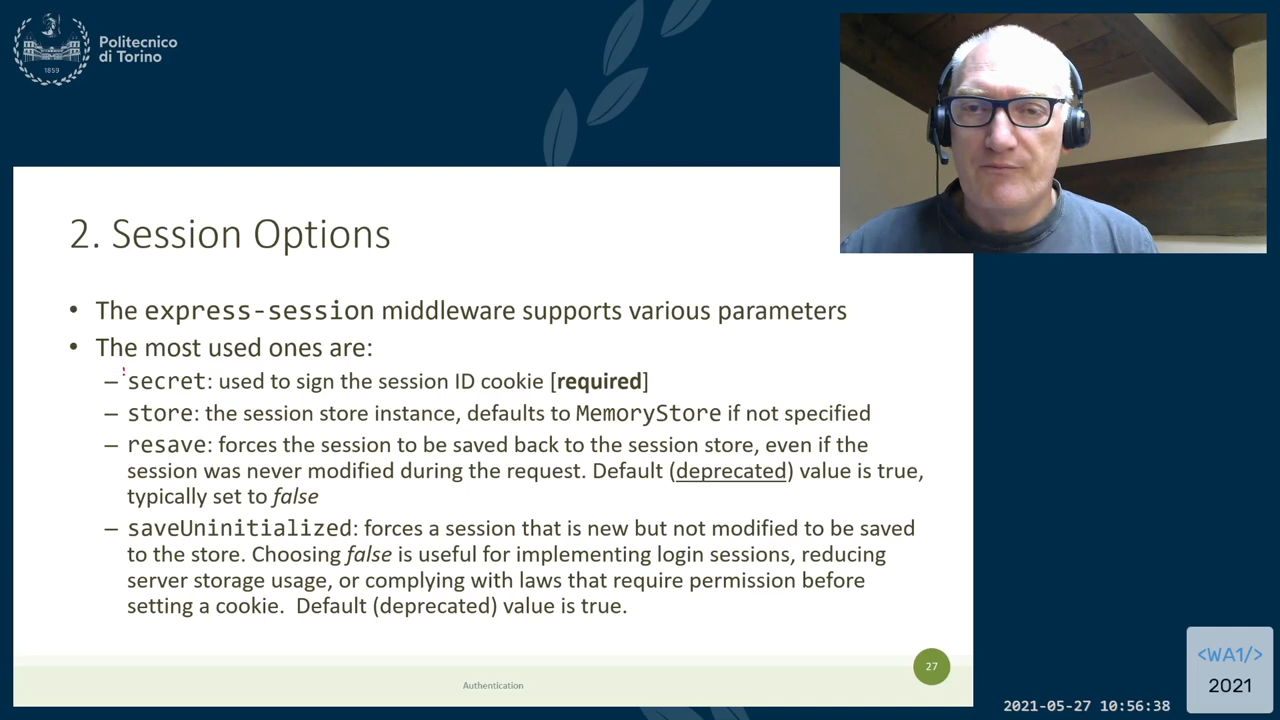 Politecnico
di Torino
1859
2. Session Options
• The express-session middleware supports various parameters
• The most used ones are:
– secret: used to sign the session ID cookie [required]
– store: the session store instance, defaults to MemoryStore if not specified
– resave: forces the session to be saved back to the session store, even if the
session was never modified during the request. Default (deprecated) value is true,
typically set to false
– saveUninitialized: forces a session that is new but not modified to be saved
to the store. Choosing false is useful for implementing login sessions, reducing
server storage usage, or complying with laws that require permission before
setting a cookie. Default (deprecated) value is true.
27
Authentication
<WA1/>
2021
2021-05-27 10:56:38